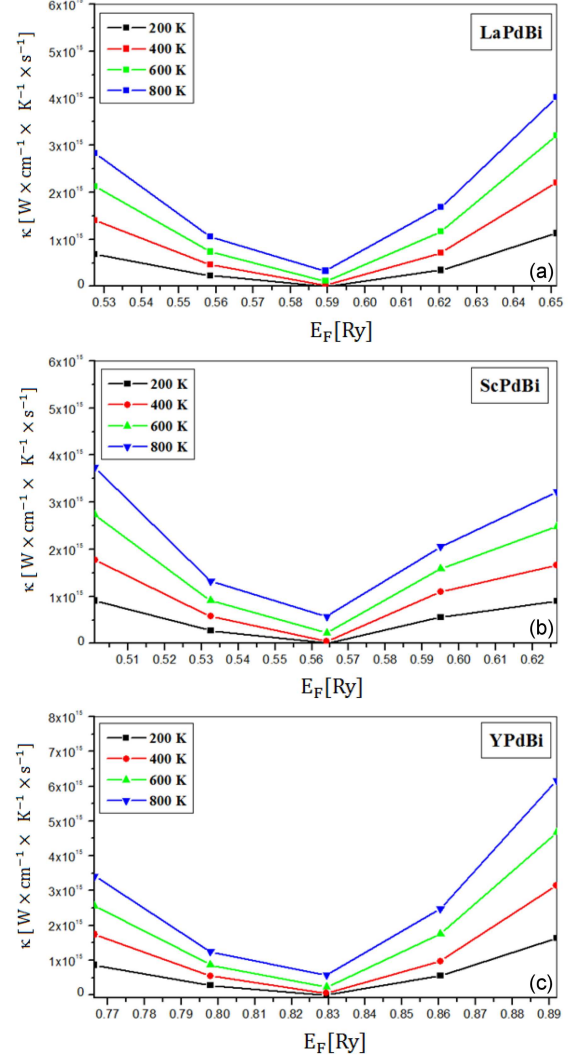 6x10¹⁵
200 K
400 K
600 K
800 K
LaPdBi
5x10¹⁵
4x10¹⁵
3x10¹⁵
2x10¹⁵
1x10¹⁵
0
κ [ W × cm⁻¹ × K⁻¹ × s⁻¹]
(a)
0.53 0.54 0.55 0.56 0.57 0.58 0.59 0.60 0.61 0.62 0.63 0.64 0.65
E_F[Ry]
6x10¹⁵
200 K
400 K
600 K
800 K
ScPdBi
5x10¹⁵
4x10¹⁵
3x10¹⁵
2x10¹⁵
1x10¹⁵
0
κ [ W × cm⁻¹ × K⁻¹ × s⁻¹]
(b)
0.51 0.52 0.53 0.54 0.55 0.56 0.57 0.58 0.59 0.60 0.61 0.62
E_F[Ry]
8x10¹⁵
200 K
400 K
600 K
800 K
YPdBi
7x10¹⁵
6x10¹⁵
5x10¹⁵
4x10¹⁵
3x10¹⁵
2x10¹⁵
1x10¹⁵
0
κ [ W × cm⁻¹ × K⁻¹ × s⁻¹]
(c)
0.77 0.78 0.79 0.80 0.81 0.82 0.83 0.84 0.85 0.86 0.87 0.88 0.89
E_F[Ry]